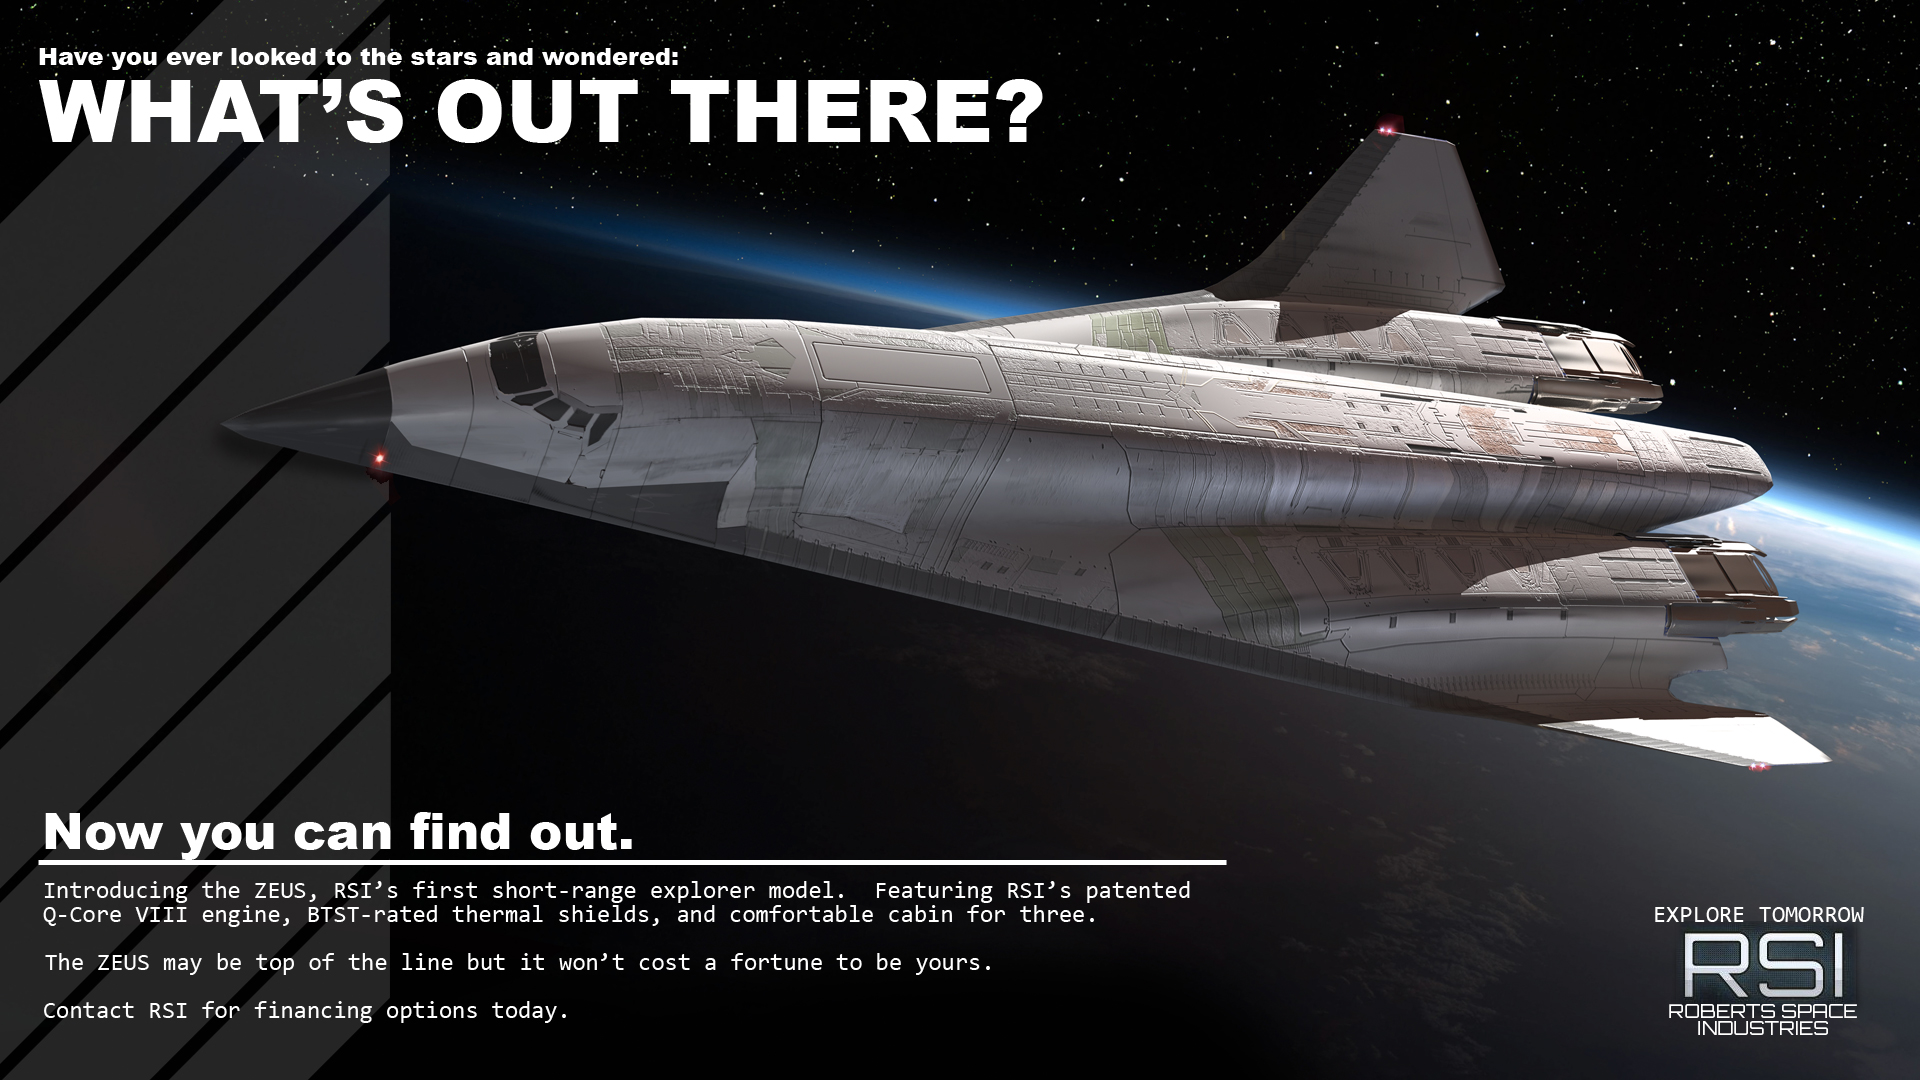 Have you ever looked to the stars and wondered:
WHAT’S OUT THERE?
Now you can find out.
Introducing the ZEUS, RSI’s first short-range explorer model.  Featuring RSI’s patented
Q-Core VIII engine, BTST-rated thermal shields, and comfortable cabin for three.
The ZEUS may be top of the line but it won’t cost a fortune to be yours.
Contact RSI for financing options today.
EXPLORE TOMORROW
RSI
ROBERTS SPACE
INDUSTRIES